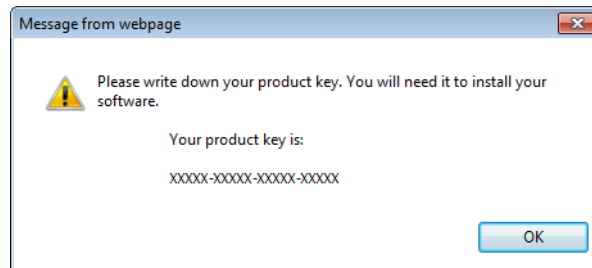 Message from webpage
Please write down your product key. You will need it to install your
software.
Your product key is:
XXXXX-XXXXX-XXXXX-XXXXX
OK